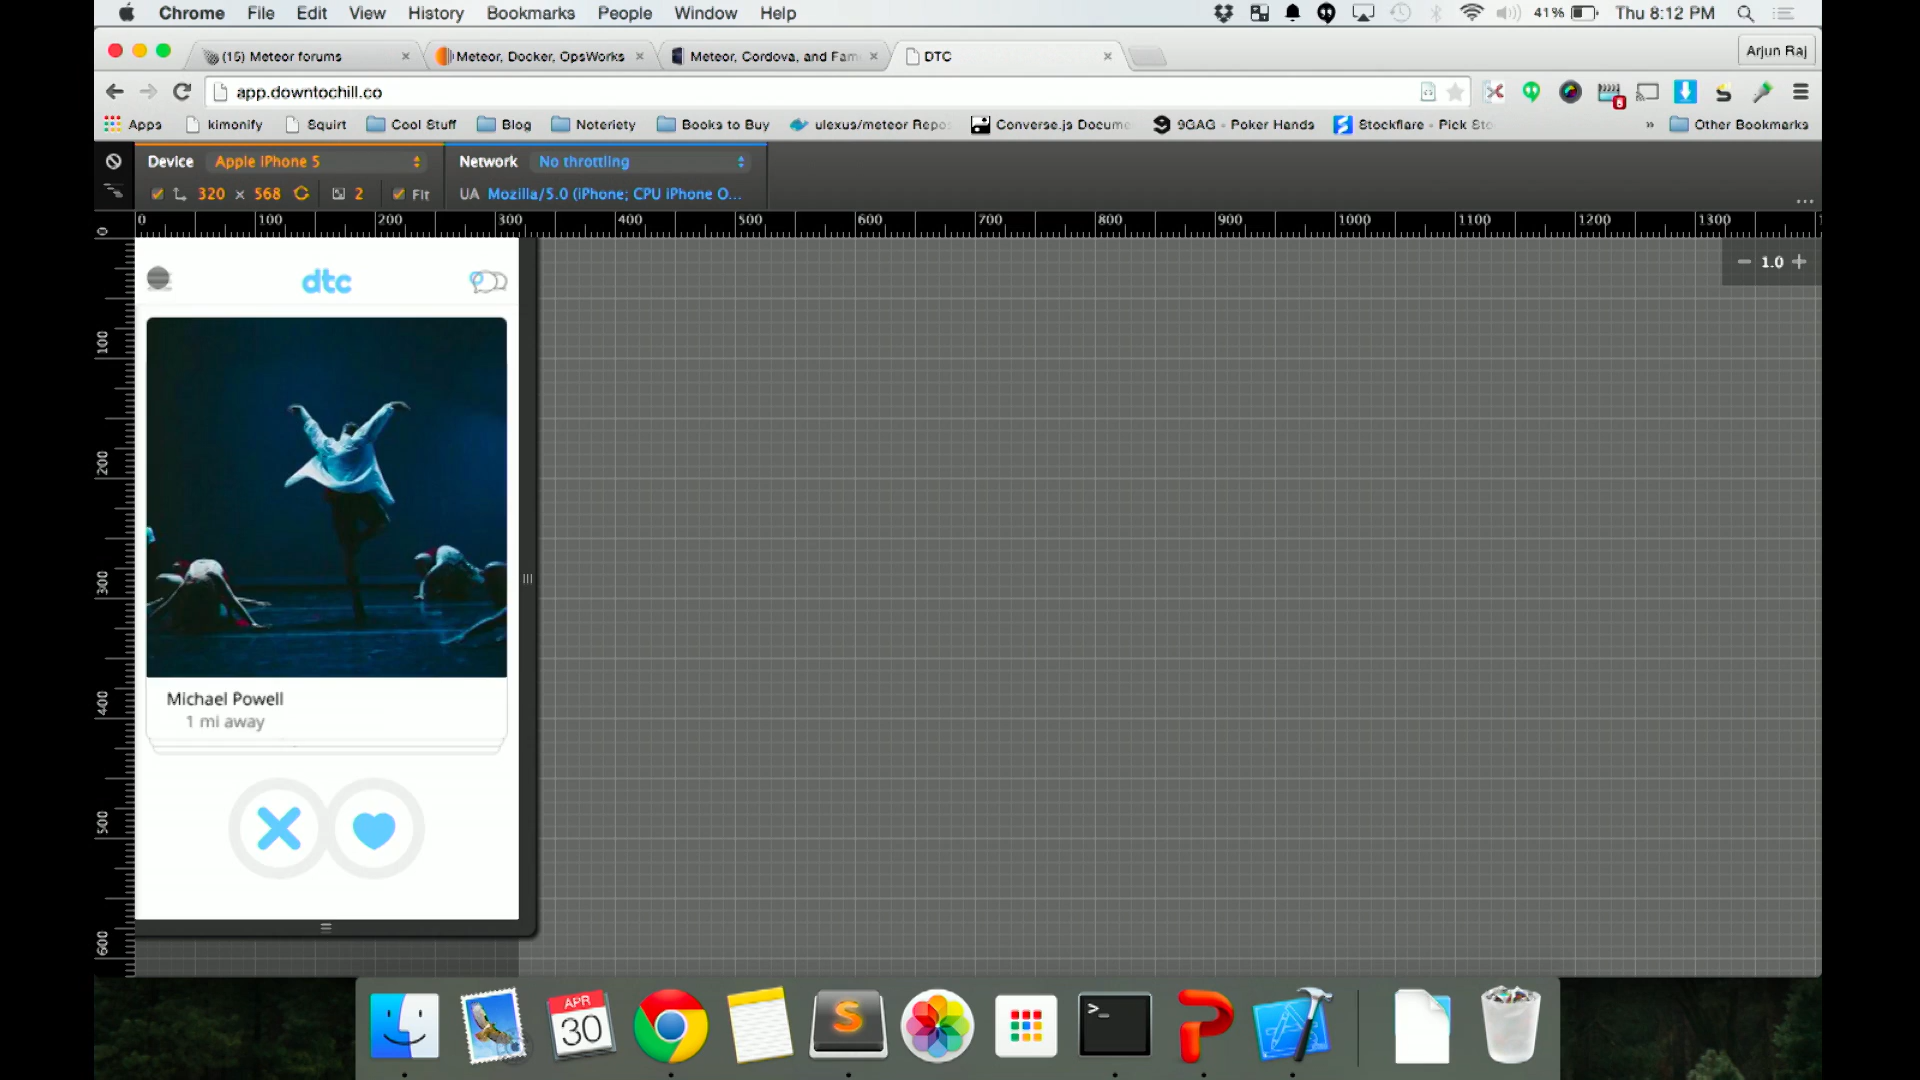 Chrome File Edit View History Bookmarks People Window Help 41% Thu 8:12 PM
(15) Meteor forums Meteor, Docker, OpsWorks Meteor, Cordova, and Fam DTC Arjun Raj
app.downtochill.co 5
Apps kimonify Squirt Cool Stuff Blog Noteriety Books to Buy ulexus/meteor Repo Converse.js Docume 9GAG - Poker Hands Stockflare - Pick Sto » Other Bookmarks
Device Apple iPhone 5 Network No throttling
320 × 568 2 Fit UA Mozilla/5.0 (iPhone; CPU iPhone O... ...
0 100 200 300 400 500 600 700 800 900 1000 1100 1200 1300
0
100
200
300
400
500
600
1.0
dtc
Michael Powell
1 mi away
APR
30
S
>_